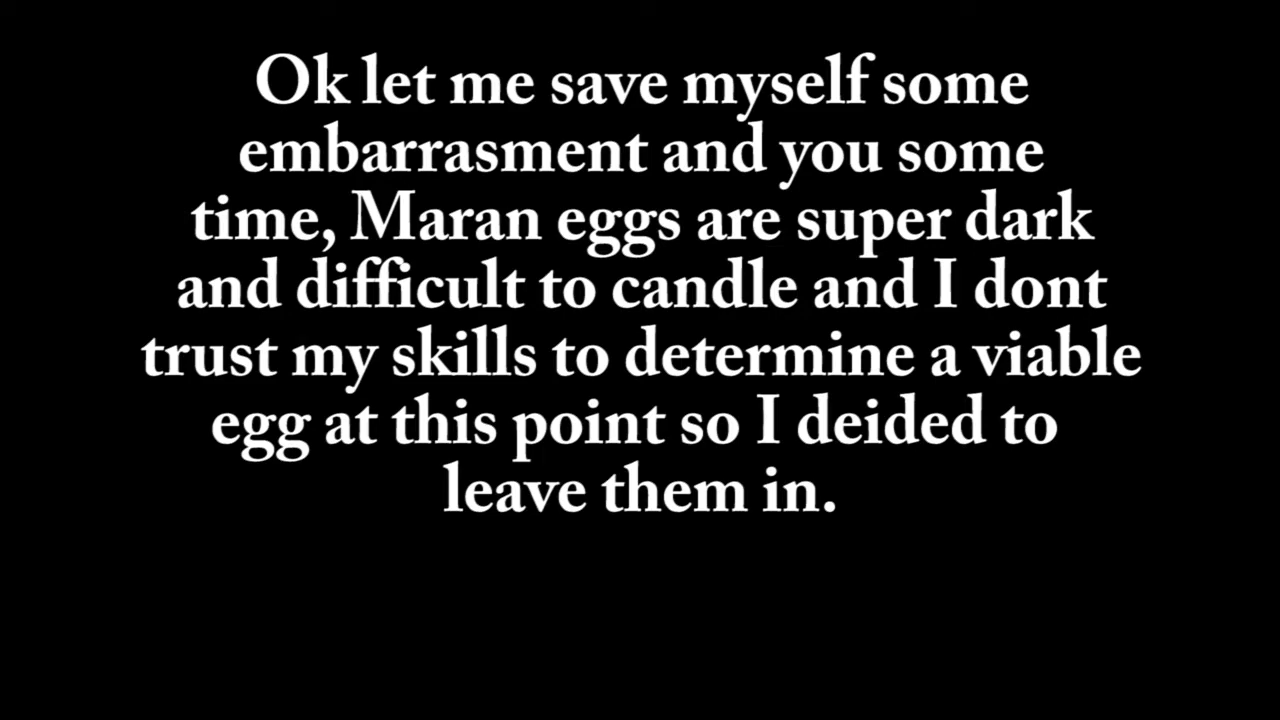 Ok let me save myself some
embarrasment and you some
time, Maran eggs are super dark
and difficult to candle and I dont
trust my skills to determine a viable
egg at this point so I deided to
leave them in.